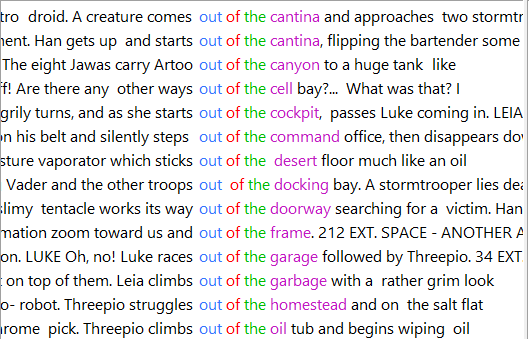 tro droid. A creature comes out of the cantina and approaches two stormtr
nent. Han gets up and starts out of the cantina, flipping the bartender some
The eight Jawas carry Artoo out of the canyon to a huge tank like
f! Are there any other ways out of the cell bay?... What was that? I
grily turns, and as she starts out of the cockpit, passes Luke coming in. LEIA
on his belt and silently steps out of the command office, then disappears dow
sture vaporator which sticks out of the desert floor much like an oil
Vader and the other troops out of the docking bay. A stormtrooper lies dea
slimy tentacle works its way out of the doorway searching for a victim. Han
mation zoom toward us and out of the frame. 212 EXT. SPACE - ANOTHER A
on. LUKE Oh, no! Luke races out of the garage followed by Threepio. 34 EXT
t on top of them. Leia climbs out of the garbage with a rather grim look
o- robot. Threepio struggles out of the homestead and on the salt flat
rome pick. Threepio climbs out of the oil tub and begins wiping oil